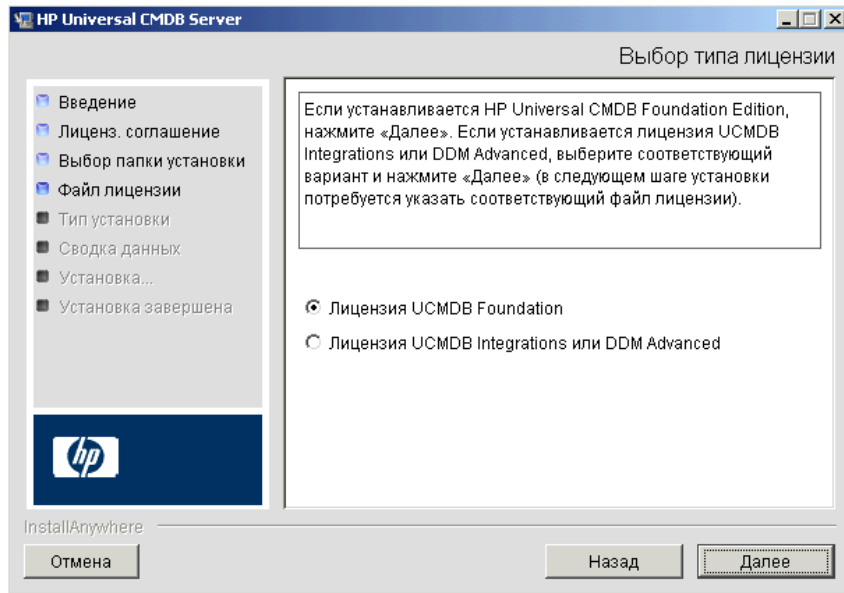 HP Universal CMDB Server
Выбор типа лицензии
Введение
Лиценз. соглашение
Выбор папки установки
Файл лицензии
Тип установки
Сводка данных
Установка...
Установка завершена
Если устанавливается HP Universal CMDB Foundation Edition,
нажмите «Далее». Если устанавливается лицензия UCMDB
Integrations или DDM Advanced, выберите соответствующий
вариант и нажмите «Далее» (в следующем шаге установки
потребуется указать соответствующий файл лицензии).
Лицензия UCMDB Foundation
Лицензия UCMDB Integrations или DDM Advanced
hp
InstallAnywhere
Отмена
Назад
Далее